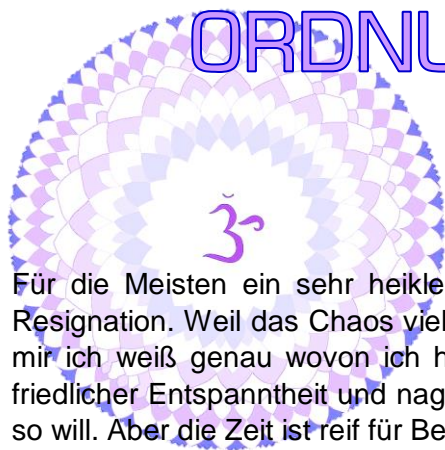 ORDNU
ॐ
Für die Meisten ein sehr heikle
Resignation. Weil das Chaos viel
mir ich weiß genau wovon ich h
friedlicher Entspanntheit und nag
so will. Aber die Zeit ist reif für Be